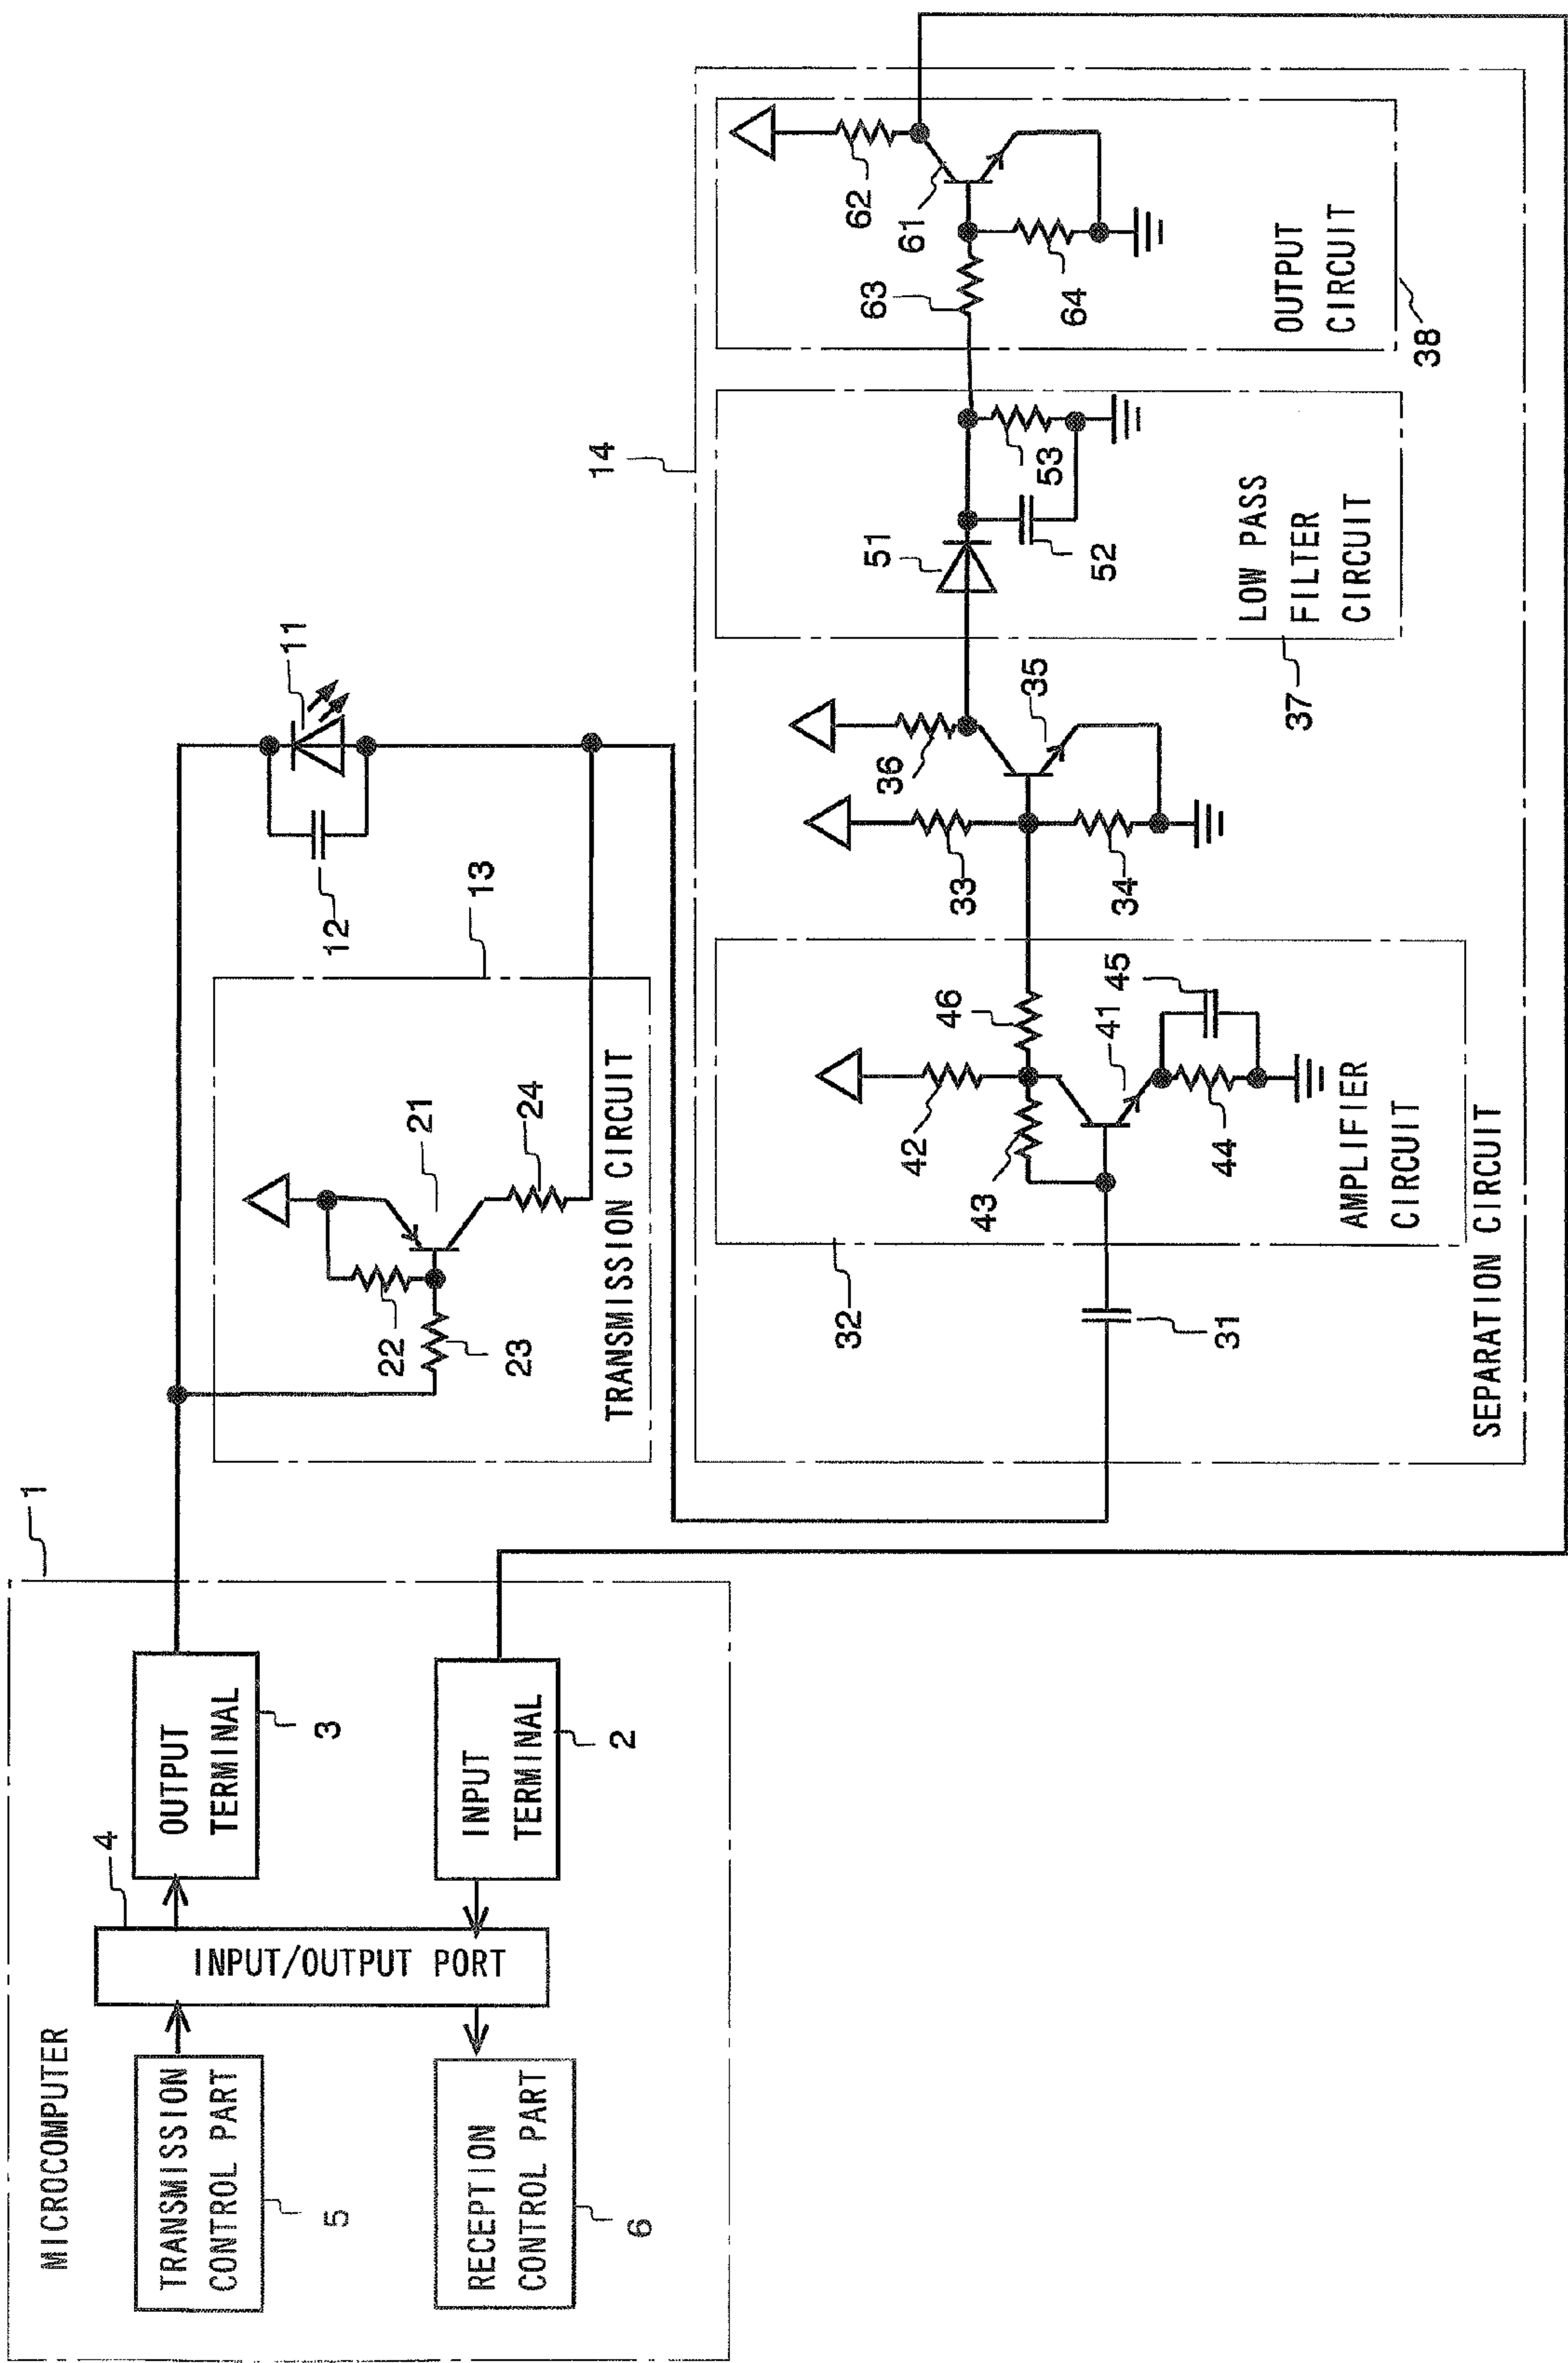 MICROCOMPUTER
1
TRANSMISSION
CONTROL PART
5
RECEPTION
CONTROL PART
6
INPUT/OUTPUT PORT
4
OUTPUT
TERMINAL
3
INPUT
TERMINAL
2
TRANSMISSION CIRCUIT
13
21
22
23
24
11
12
SEPARATION CIRCUIT
14
31
AMPLIFIER
CIRCUIT
32
41
42
43
44
45
46
33
34
35
36
LOW PASS
FILTER
CIRCUIT
37
51
52
53
OUTPUT
CIRCUIT
38
61
62
63
64